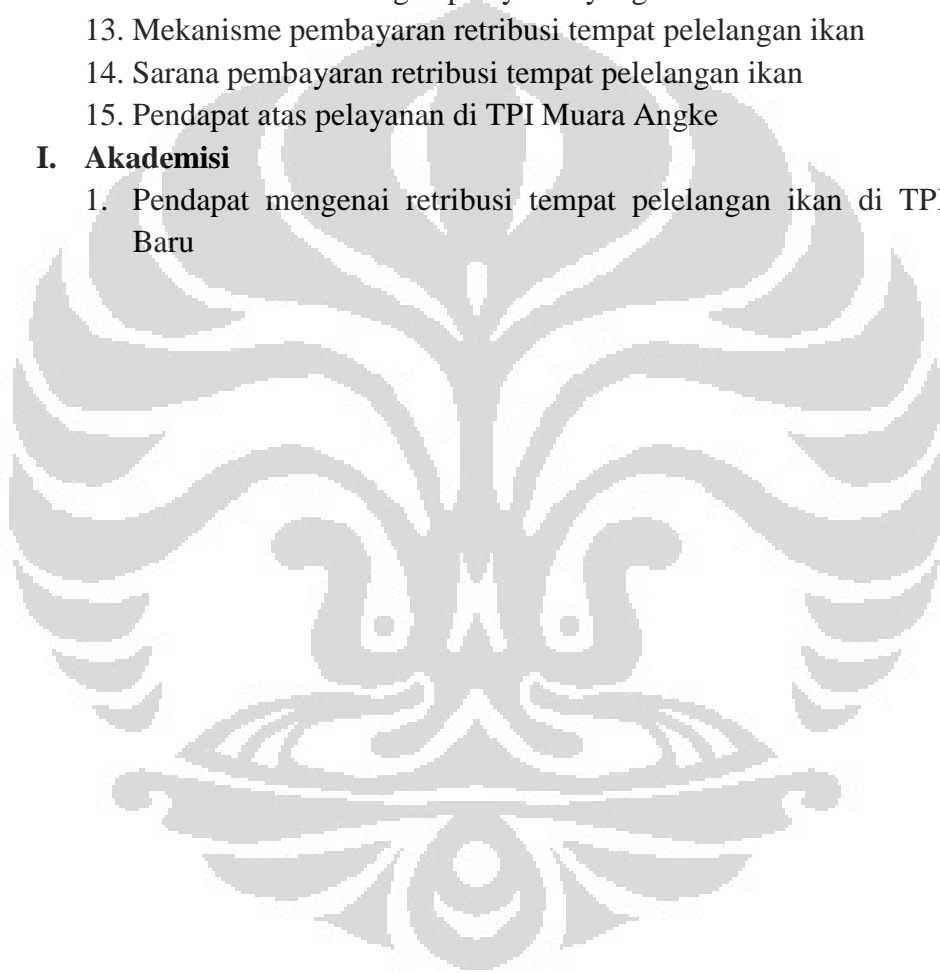 13. Mekanisme pembayaran retribusi tempat pelelangan ikan
14. Sarana pembayaran retribusi tempat pelelangan ikan
15. Pendapat atas pelayanan di TPI Muara Angke
I. Akademisi
1. Pendapat mengenai retribusi tempat pelelangan ikan di TPI
Baru